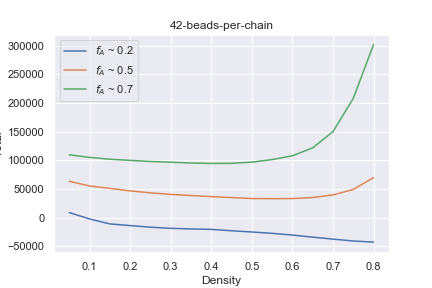 42-beads-per-chain
300000
250000
200000
150000
100000
50000
0
−50000
f_A ~ 0.2
f_A ~ 0.5
f_A ~ 0.7
0.1 0.2 0.3 0.4 0.5 0.6 0.7 0.8
Density